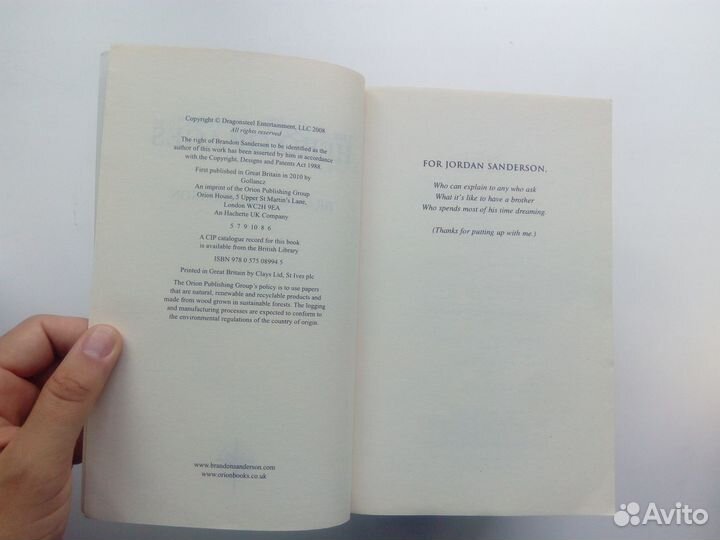 Copyright © Dragonsteel Entertainment, LLC 2008
All rights reserved
The right of Brandon Sanderson to be identified as the
author of this work has been asserted by him in accordance
with the Copyright, Designs and Patents Act 1988.
First published in Great Britain in 2010 by
Gollancz
An imprint of the Orion Publishing Group
Orion House, 5 Upper St Martin's Lane,
London WC2H 9EA
An Hachette UK Company
5 7 9 10 8 6
A CIP catalogue record for this book
is available from the British Library
ISBN 978 0 575 08994 5
Printed in Great Britain by Clays Ltd, St Ives plc
The Orion Publishing Group's policy is to use papers
that are natural, renewable and recyclable products and
made from wood grown in sustainable forests. The logging
and manufacturing processes are expected to conform to
the environmental regulations of the country of origin.
www.brandonsanderson.com
www.orionbooks.co.uk
FOR JORDAN SANDERSON,
Who can explain to any who ask
What it's like to have a brother
Who spends most of his time dreaming.
(Thanks for putting up with me.)
Avito